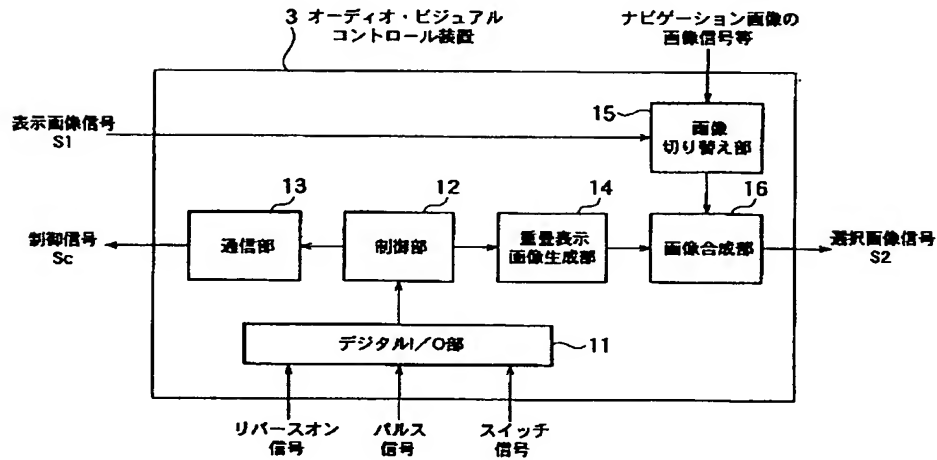 3 オーディオ・ビジュアル
コントロール装置
ナビゲーション画像の
画像信号等
表示画像信号
S1
15
画像
切り替え部
13
通信部
12
制御部
14
重畳表示
画像生成部
16
画像合成部
制御信号
Sc
選択画像信号
S2
デジタルI/O部
11
リバースオン
信号
パルス
信号
スイッチ
信号